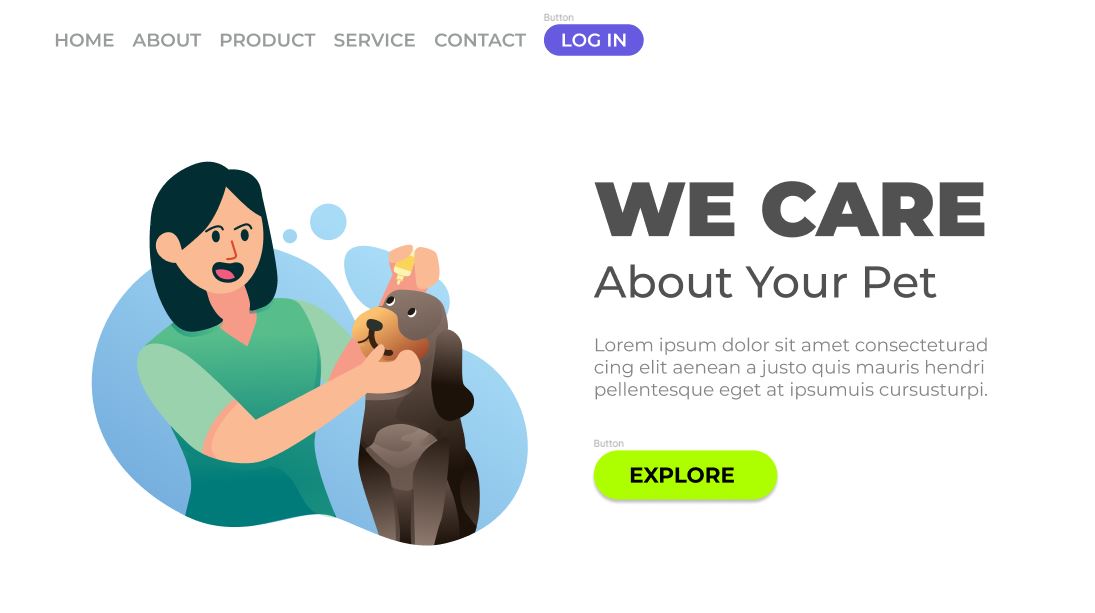 Button
HOME ABOUT PRODUCT SERVICE CONTACT LOG IN
WE CARE
About Your Pet
Lorem ipsum dolor sit amet consecteturad
cing elit aenean a justo quis mauris hendri
pellentesque eget at ipsumuis cursusturpi.
Button
EXPLORE